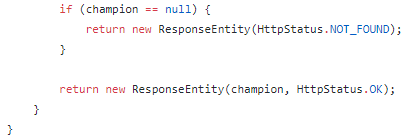 if (champion == null) {
return new ResponseEntity(HttpStatus.NOT_FOUND);
}
return new ResponseEntity(champion, HttpStatus.OK);
}
}